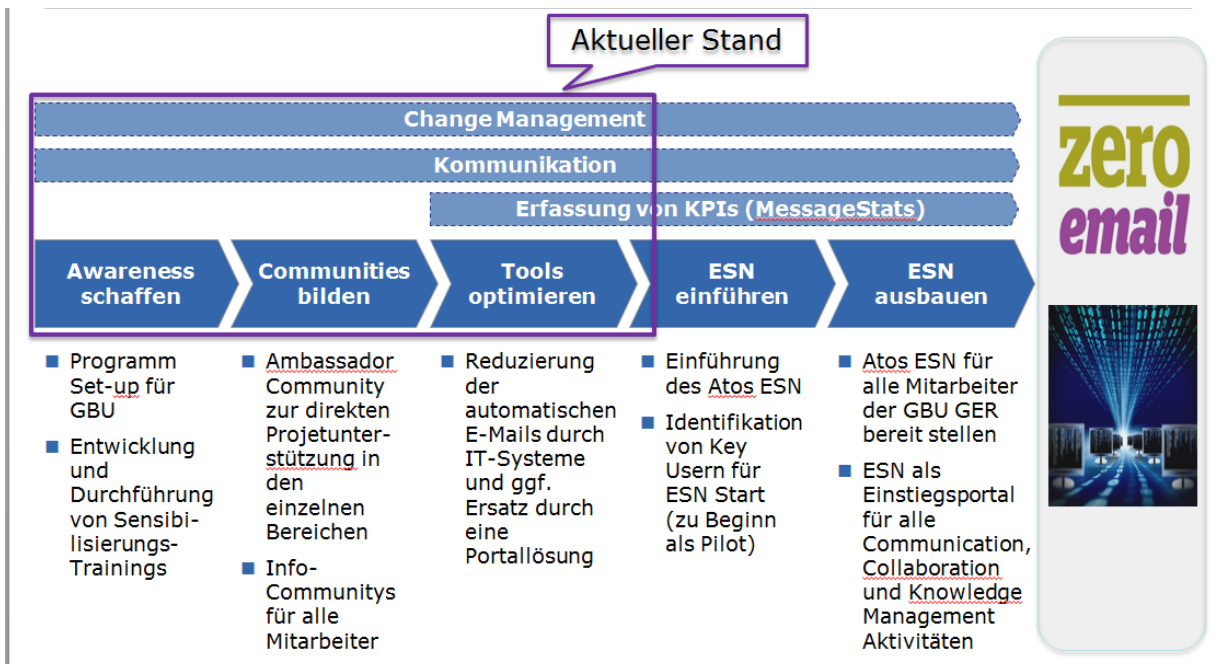 Aktueller Stand
Change Management
Kommunikation
Erfassung von KPIs (MessageStats)
Awareness
schaffen
Communities
bilden
Tools
optimieren
ESN
einführen
ESN
ausbauen
Programm
Set-up für
GBU
Entwicklung
und
Durchführung
von Sensibi-
lisierungs-
Trainings
Ambassador
Community
zur direkten
Projetunter-
stützung in
den
einzelnen
Bereichen
Info-
Communitys
für alle
Mitarbeiter
Reduzierung
der
automatischen
E-Mails durch
IT-Systeme
und ggf.
Ersatz durch
eine
Portallösung
Einführung
des Atos ESN
Identifikation
von Key
Usern für
ESN Start
(zu Beginn
als Pilot)
Atos ESN für
alle Mitarbeiter
der GBU GER
bereit stellen
ESN als
Einstiegsportal
für alle
Communication,
Collaboration
und Knowledge
Management
Aktivitäten
zero
email